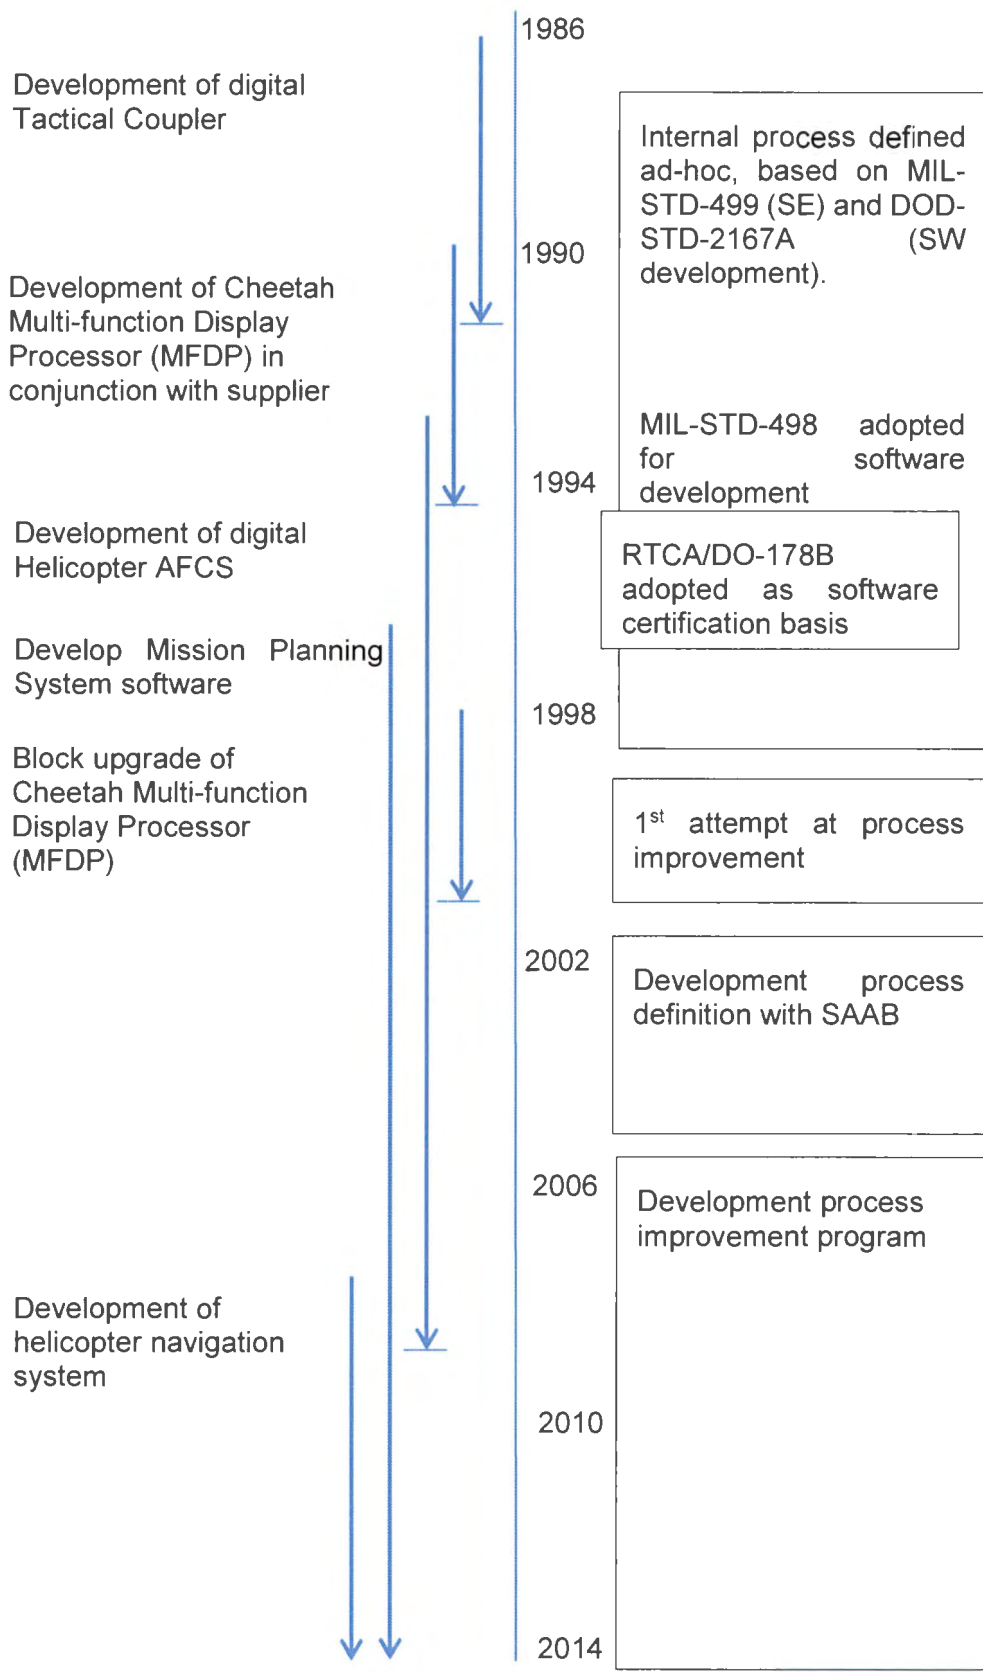 1986
Development of digital
Tactical Coupler
Internal process defined
ad-hoc, based on MIL-
STD-499 (SE) and DOD-
STD-2167A (SW
development).
1990
Development of Cheetah
Multi-function Display
Processor (MFDP) in
conjunction with supplier
MIL-STD-498 adopted
for software
development
1994
Development of digital
Helicopter AFCS
RTCA/DO-178B
adopted as software
certification basis
Develop Mission Planning
System software
1998
Block upgrade of
Cheetah Multi-function
Display Processor
(MFDP)
1st attempt at process
improvement
2002
Development process
definition with SAAB
2006
Development process
improvement program
Development of
helicopter navigation
system
2010
2014